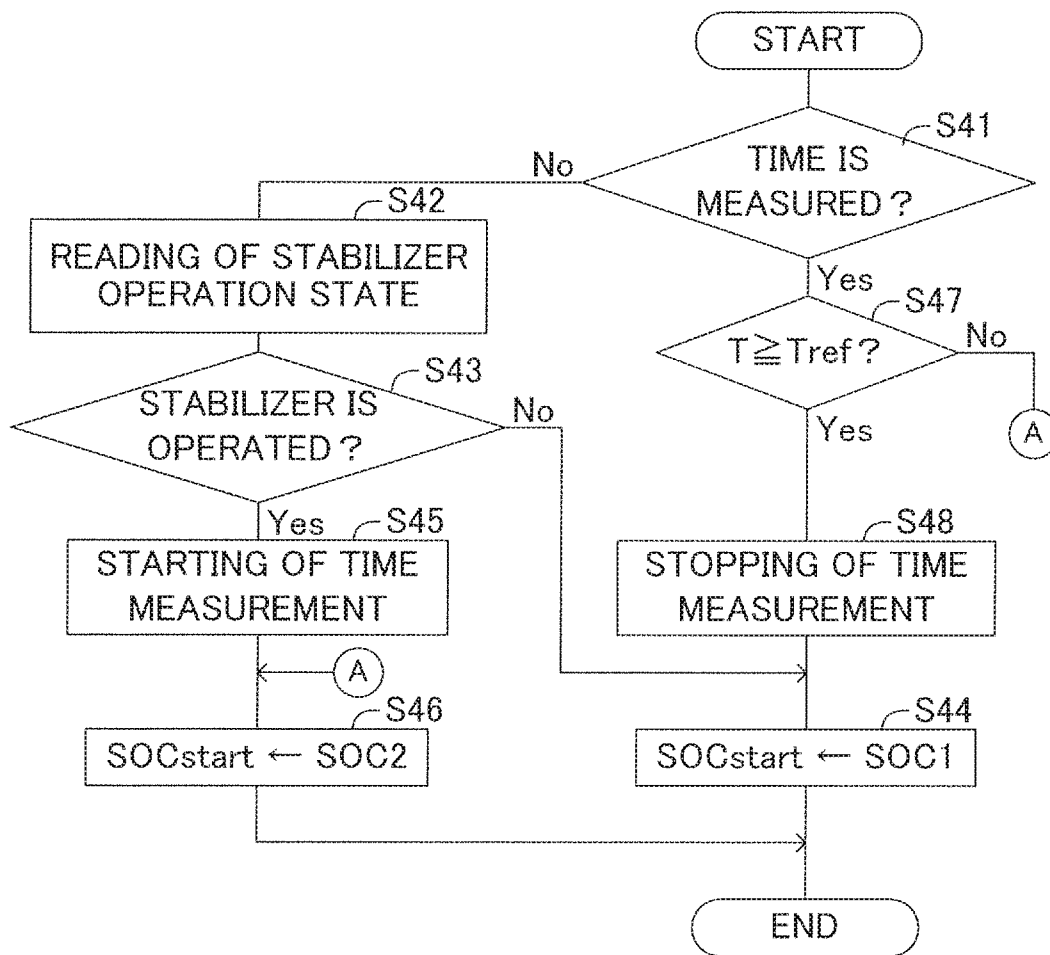 START
S41
TIME IS
MEASURED?
No
Yes
S42
READING OF STABILIZER
OPERATION STATE
S47
T≧Tref?
No
Yes
A
S43
STABILIZER IS
OPERATED?
No
Yes
S45
STARTING OF TIME
MEASUREMENT
S48
STOPPING OF TIME
MEASUREMENT
A
S46
SOCstart ← SOC2
S44
SOCstart ← SOC1
END